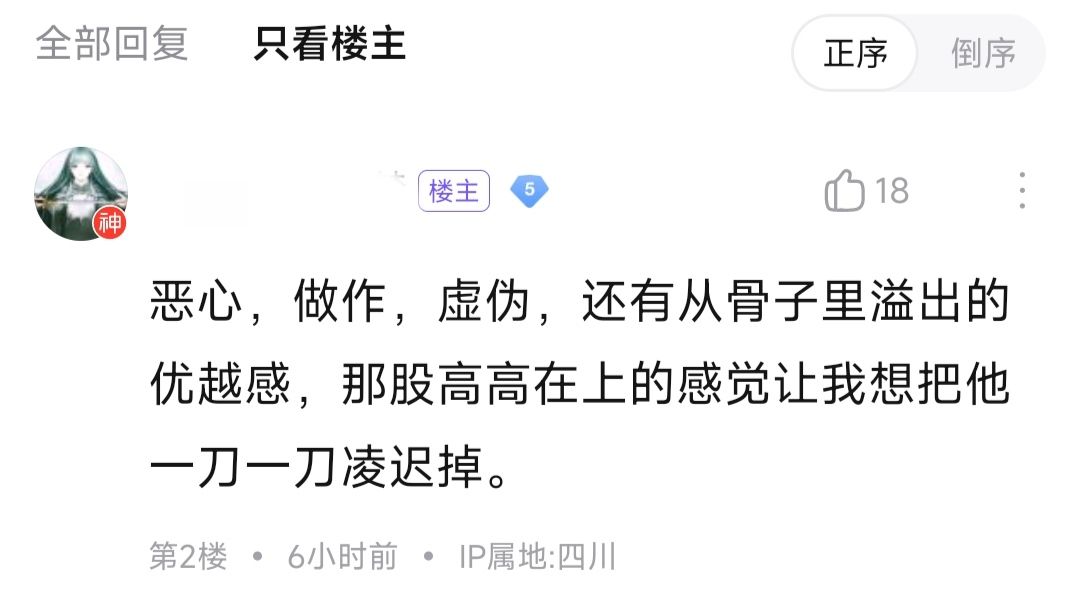 全部回复 只看楼主 正序 倒序
神 楼主 5 18
恶心，做作，虚伪，还有从骨子里溢出的
优越感，那股高高在上的感觉让我想把他
一刀一刀凌迟掉。
第2楼 • 6小时前 • IP属地:四川